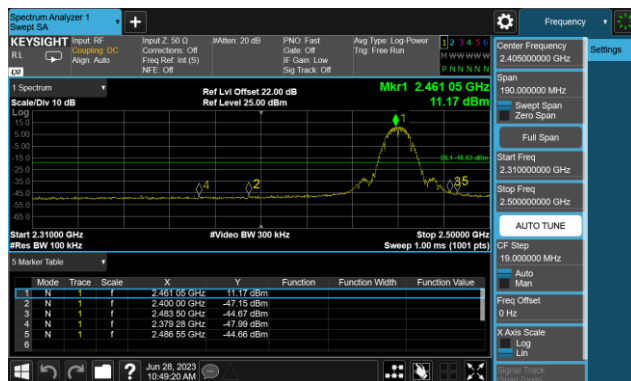 Spectrum Analyzer 1
Swept SA
Frequency
KEYSIGHT
RL
Input: RF
Coupling: DC
Align: Auto
Input Z: 50 Ω
Corrections: Off
Freq Ref: Int (S)
NFE: Off
#Atten: 20 dB
PNO: Fast
Gate: Off
IF Gain: Low
Sig Track: Off
Avg Type: Log-Power
Trig: Free Run
1 2 3 4 5 6
M W W W W W
P N N N N N
LXI
1 Spectrum
Scale/Div 10 dB
Log
Ref Lvl Offset 22.00 dB
Ref Level 25.00 dBm
Mkr1 2.461 05 GHz
11.17 dBm
15.0
5.00
-5.00
-15.0
-25.0
-35.0
-45.0
-55.0
-65.0
1
4
2
3
5
DL1 -18.83 dBm
Start 2.31000 GHz
#Res BW 100 kHz
#Video BW 300 kHz
Stop 2.50000 GHz
Sweep 1.00 ms (1001 pts)
5 Marker Table
Mode Trace Scale X Y Function Function Width Function Value
1 N 1 f 2.461 05 GHz 11.17 dBm
2 N 1 f 2.400 00 GHz -47.15 dBm
3 N 1 f 2.483 50 GHz -44.67 dBm
4 N 1 f 2.379 28 GHz -47.99 dBm
5 N 1 f 2.486 55 GHz -44.66 dBm
6
Jun 28, 2023
10:49:20 AM
Center Frequency
2.405000000 GHz
Settings
Span
190.000000 MHz
Swept Span
Zero Span
Full Span
Start Freq
2.310000000 GHz
Stop Freq
2.500000000 GHz
AUTO TUNE
CF Step
19.000000 MHz
Auto
Man
Freq Offset
0 Hz
X Axis Scale
Log
Lin
Signal Track